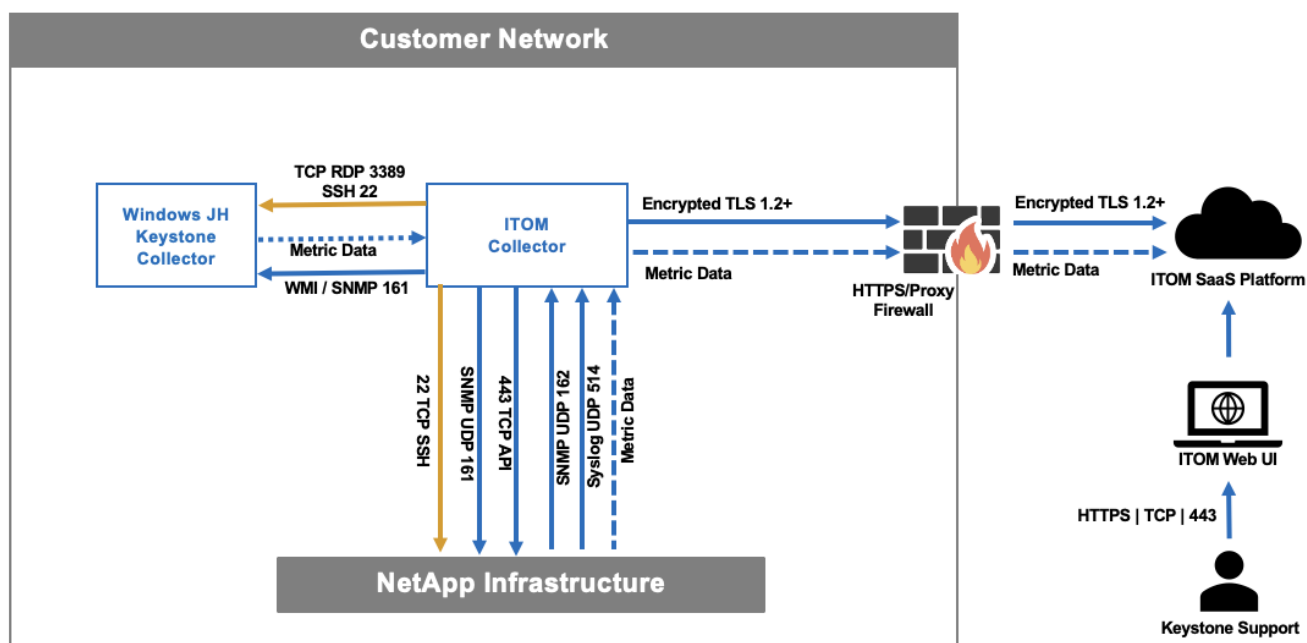 Customer Network
TCP RDP 3389
SSH 22
Windows JH
Keystone
Collector
Metric Data
WMI / SNMP 161
ITOM
Collector
Encrypted TLS 1.2+
Metric Data
HTTPS/Proxy
Firewall
Encrypted TLS 1.2+
Metric Data
ITOM SaaS Platform
22 TCP SSH
SNMP UDP 161
443 TCP API
SNMP UDP 162
Syslog UDP 514
Metric Data
NetApp Infrastructure
ITOM Web UI
HTTPS | TCP | 443
Keystone Support